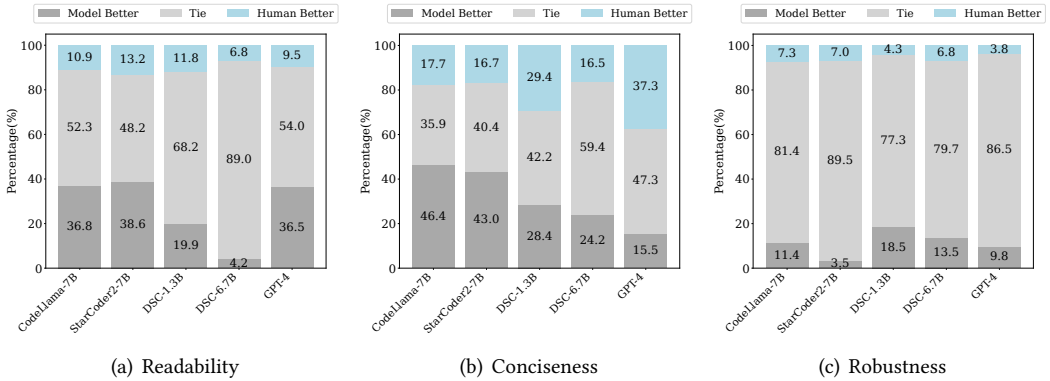 Model Better Tie Human Better
Percentage(%)
100
80
60
40
20
0
10.9 13.2 11.8 6.8 9.5
52.3 48.2 68.2 89.0 54.0
36.8 38.6 19.9 4.2 36.5
CodeLlama-7B StarCoder2-7B DSC-1.3B DSC-6.7B GPT-4
(a) Readability
Model Better Tie Human Better
Percentage(%)
100
80
60
40
20
0
17.7 16.7 29.4 16.5 37.3
35.9 40.4 42.2 59.4 47.3
46.4 43.0 28.4 24.2 15.5
CodeLlama-7B StarCoder2-7B DSC-1.3B DSC-6.7B GPT-4
(b) Conciseness
Model Better Tie Human Better
Percentage(%)
100
80
60
40
20
0
7.3 7.0 4.3 6.8 3.8
81.4 89.5 77.3 79.7 86.5
11.4 3.5 18.5 13.5 9.8
CodeLlama-7B StarCoder2-7B DSC-1.3B DSC-6.7B GPT-4
(c) Robustness